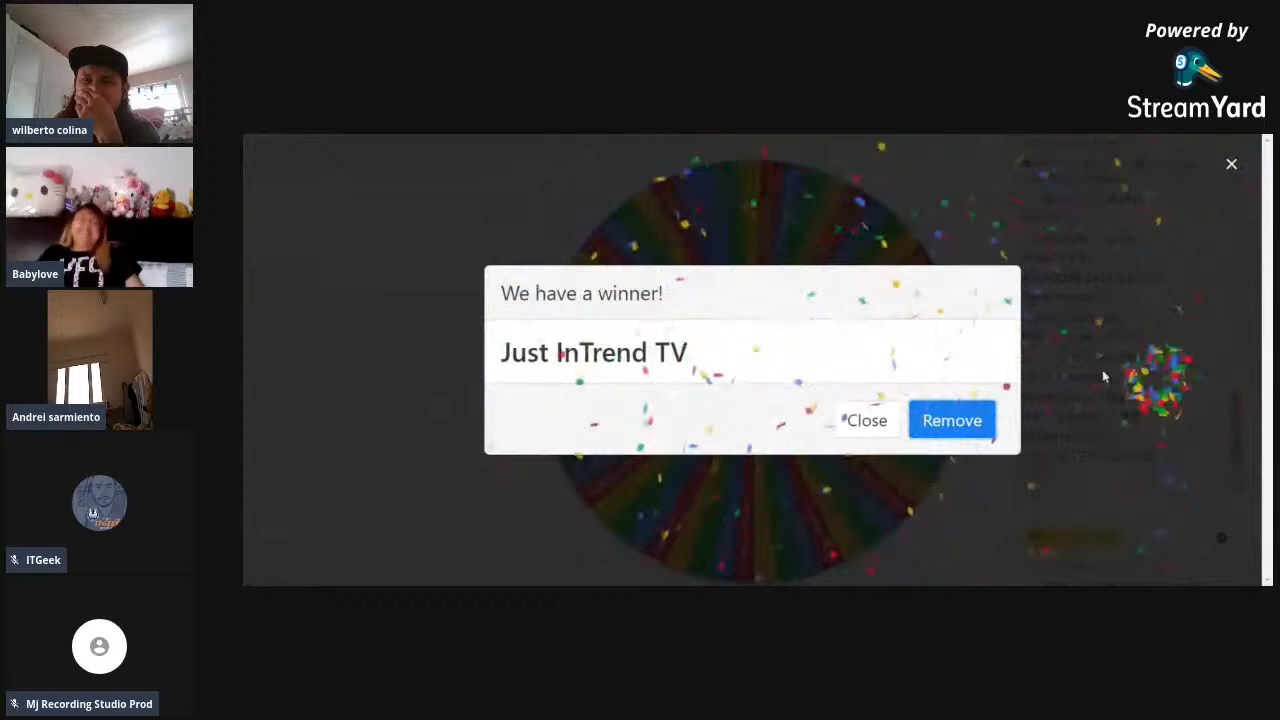 Powered by
StreamYard
wilberto colina
Babylove
YES
Andrei sarmiento
ITGeek
Mj Recording Studio Prod
We have a winner!
Just InTrend TV
Close
Remove